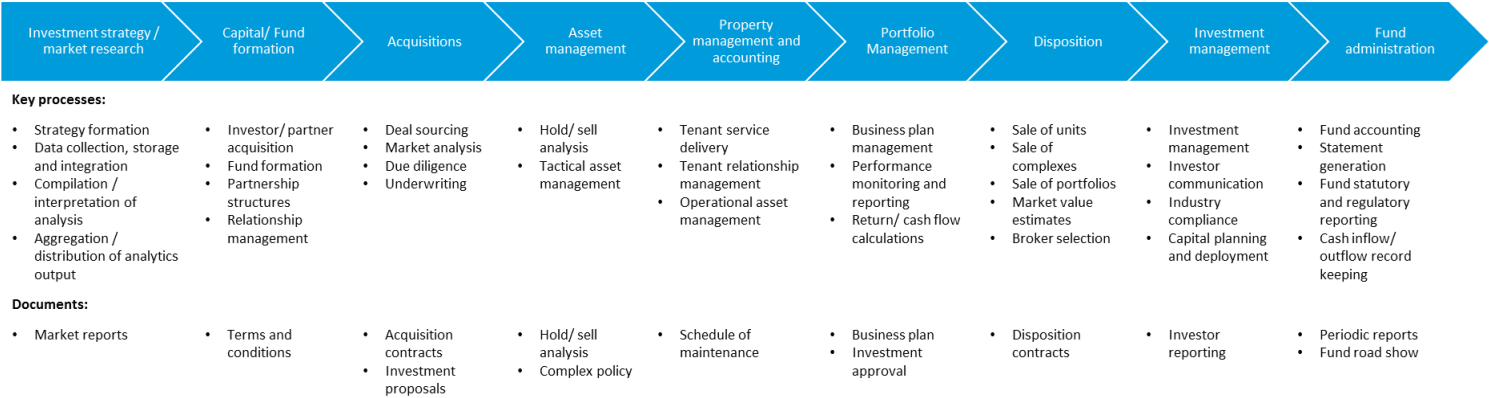 Investment strategy /
market research
Capital/ Fund
formation
Acquisitions
Asset
management
Property
management and
accounting
Portfolio
Management
Disposition
Investment
management
Fund
administration
Key processes:
• Strategy formation
• Data collection, storage
and integration
• Compilation /
interpretation of
analysis
• Aggregation /
distribution of analytics
output
• Investor/ partner
acquisition
• Fund formation
• Partnership
structures
• Relationship
management
• Deal sourcing
• Market analysis
• Due diligence
• Underwriting
• Hold/ sell
analysis
• Tactical asset
management
• Tenant service
delivery
• Tenant relationship
management
• Operational asset
management
• Business plan
management
• Performance
monitoring and
reporting
• Return/ cash flow
calculations
• Sale of units
• Sale of
complexes
• Sale of portfolios
• Market value
estimates
• Broker selection
• Investment
management
• Investor
communication
• Industry
compliance
• Capital planning
and deployment
• Fund accounting
• Statement
generation
• Fund statutory
and regulatory
reporting
• Cash inflow/
outflow record
keeping
Documents:
• Market reports
• Terms and
conditions
• Acquisition
contracts
• Investment
proposals
• Hold/ sell
analysis
• Complex policy
• Schedule of
maintenance
• Business plan
• Investment
approval
• Disposition
contracts
• Investor
reporting
• Periodic reports
• Fund road show